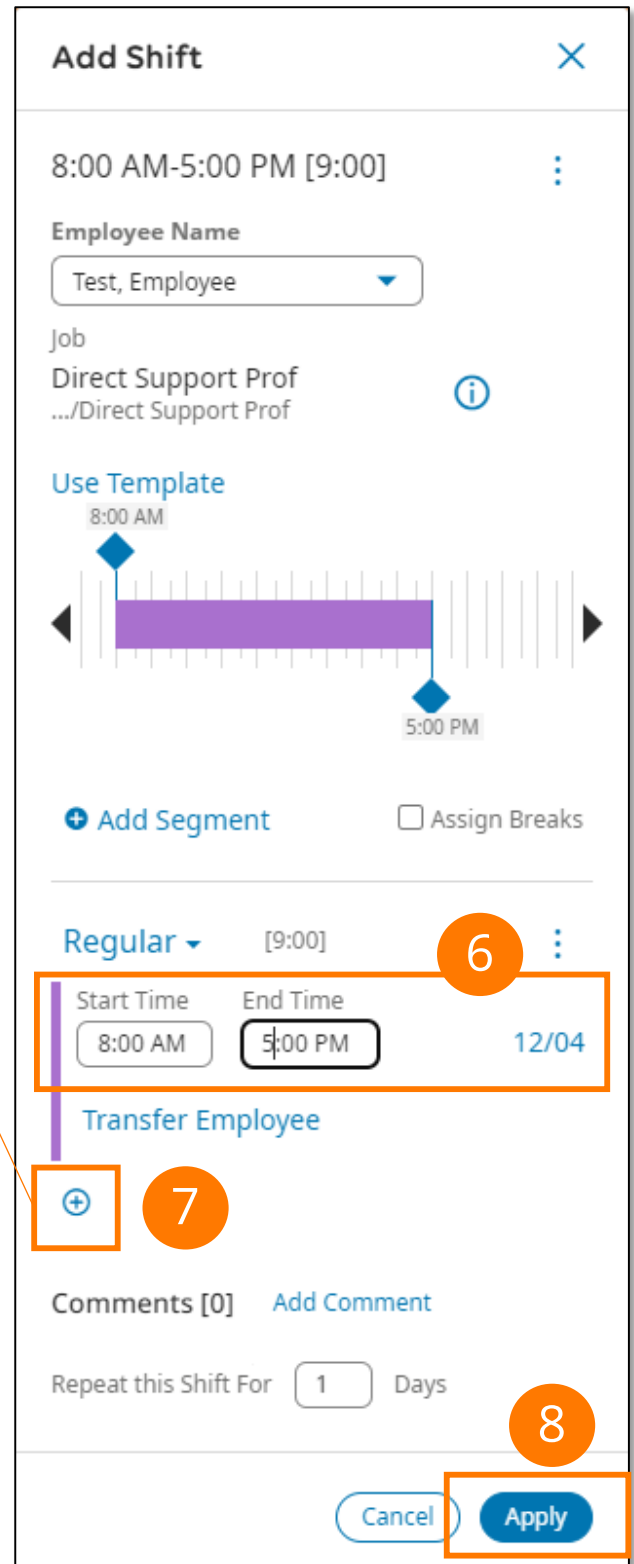 Add Shift
8:00 AM-5:00 PM [9:00]
Employee Name
Test, Employee
Job
Direct Support Prof
.../Direct Support Prof
Use Template
8:00 AM
5:00 PM
Add Segment Assign Breaks
Regular [9:00] 6
Start Time End Time
8:00 AM 5:00 PM 12/04
Transfer Employee
7
Comments [0] Add Comment
Repeat this Shift For 1 Days
8
Cancel Apply